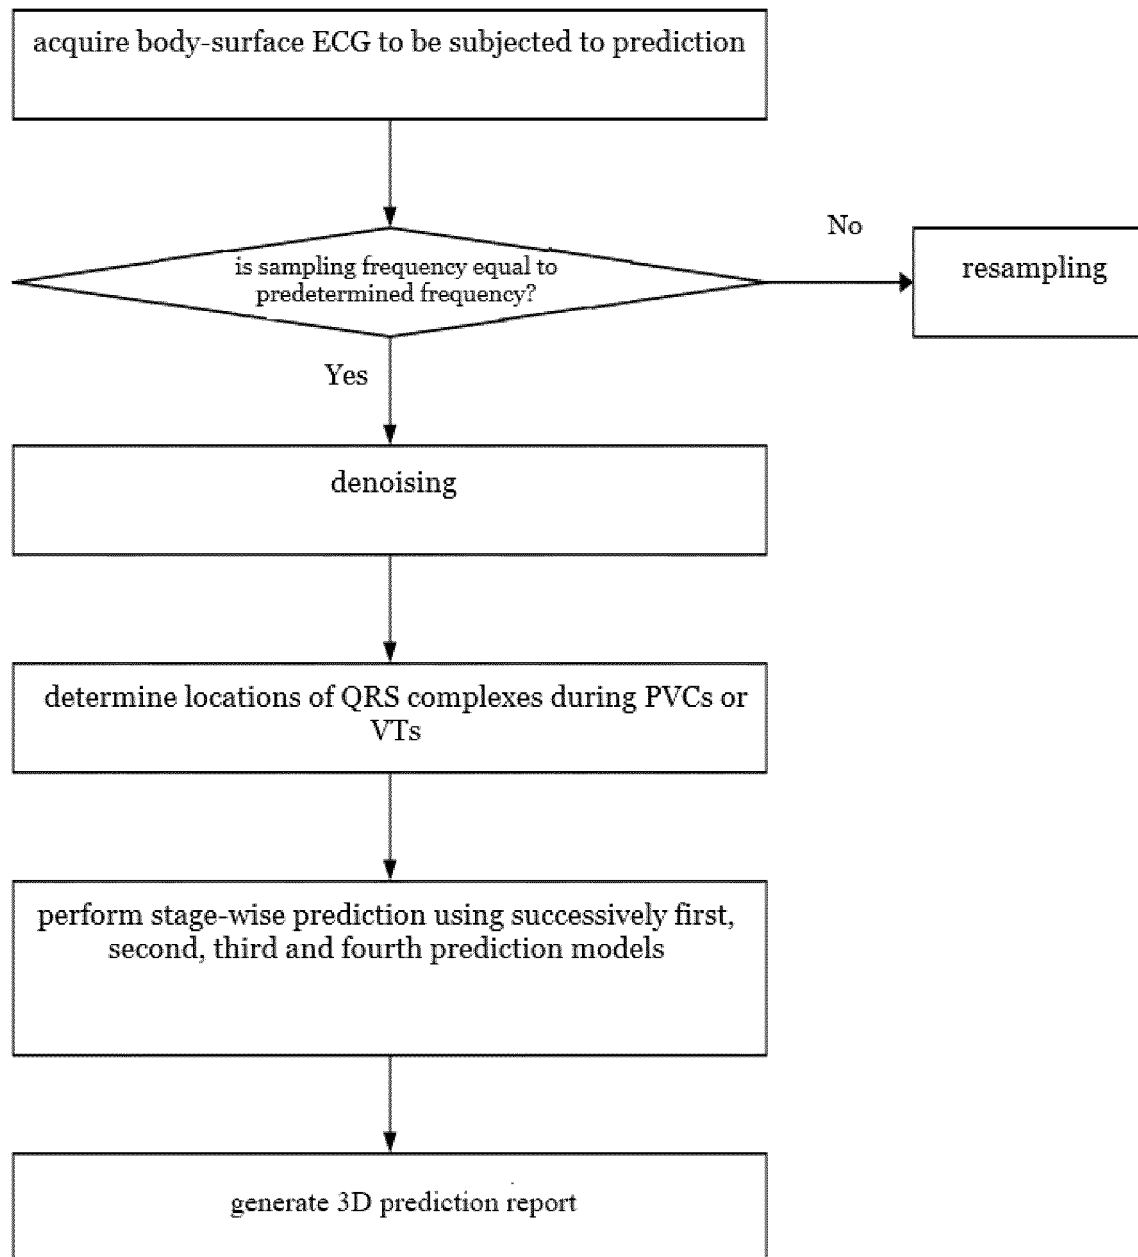 acquire body-surface ECG to be subjected to prediction
No
is sampling frequency equal to
predetermined frequency?
resampling
Yes
denoising
determine locations of QRS complexes during PVCs or
VTs
perform stage-wise prediction using successively first,
second, third and fourth prediction models
generate 3D prediction report